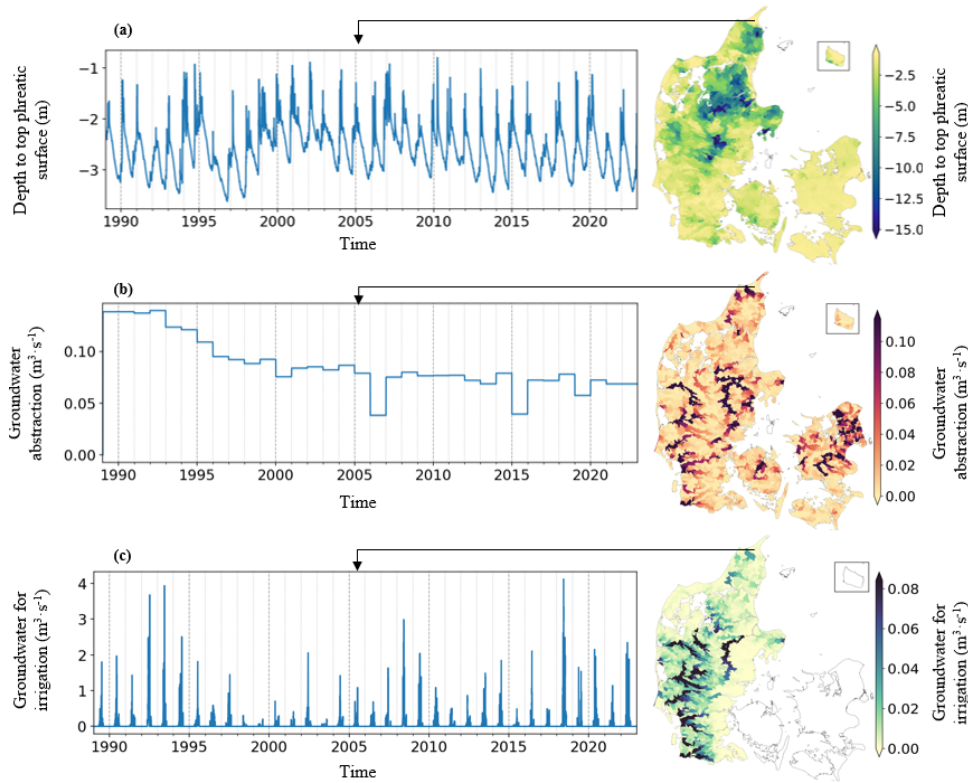 (a)
Depth to top phreatic
surface (m)
−1
−2
−3
1990 1995 2000 2005 2010 2015 2020
Time
−2.5
−5.0
−7.5
−10.0
−12.5
−15.0
Depth to top phreatic
surface (m)
(b)
Groundwater
abstraction (m³·s⁻¹)
0.10
0.05
0.00
1990 1995 2000 2005 2010 2015 2020
Time
0.10
0.08
0.06
0.04
0.02
0.00
Groundwater
abstraction (m³·s⁻¹)
(c)
Groundwater for
irrigation (m³·s⁻¹)
4
3
2
1
0
1990 1995 2000 2005 2010 2015 2020
Time
0.08
0.06
0.04
0.02
0.00
Groundwater for
irrigation (m³·s⁻¹)